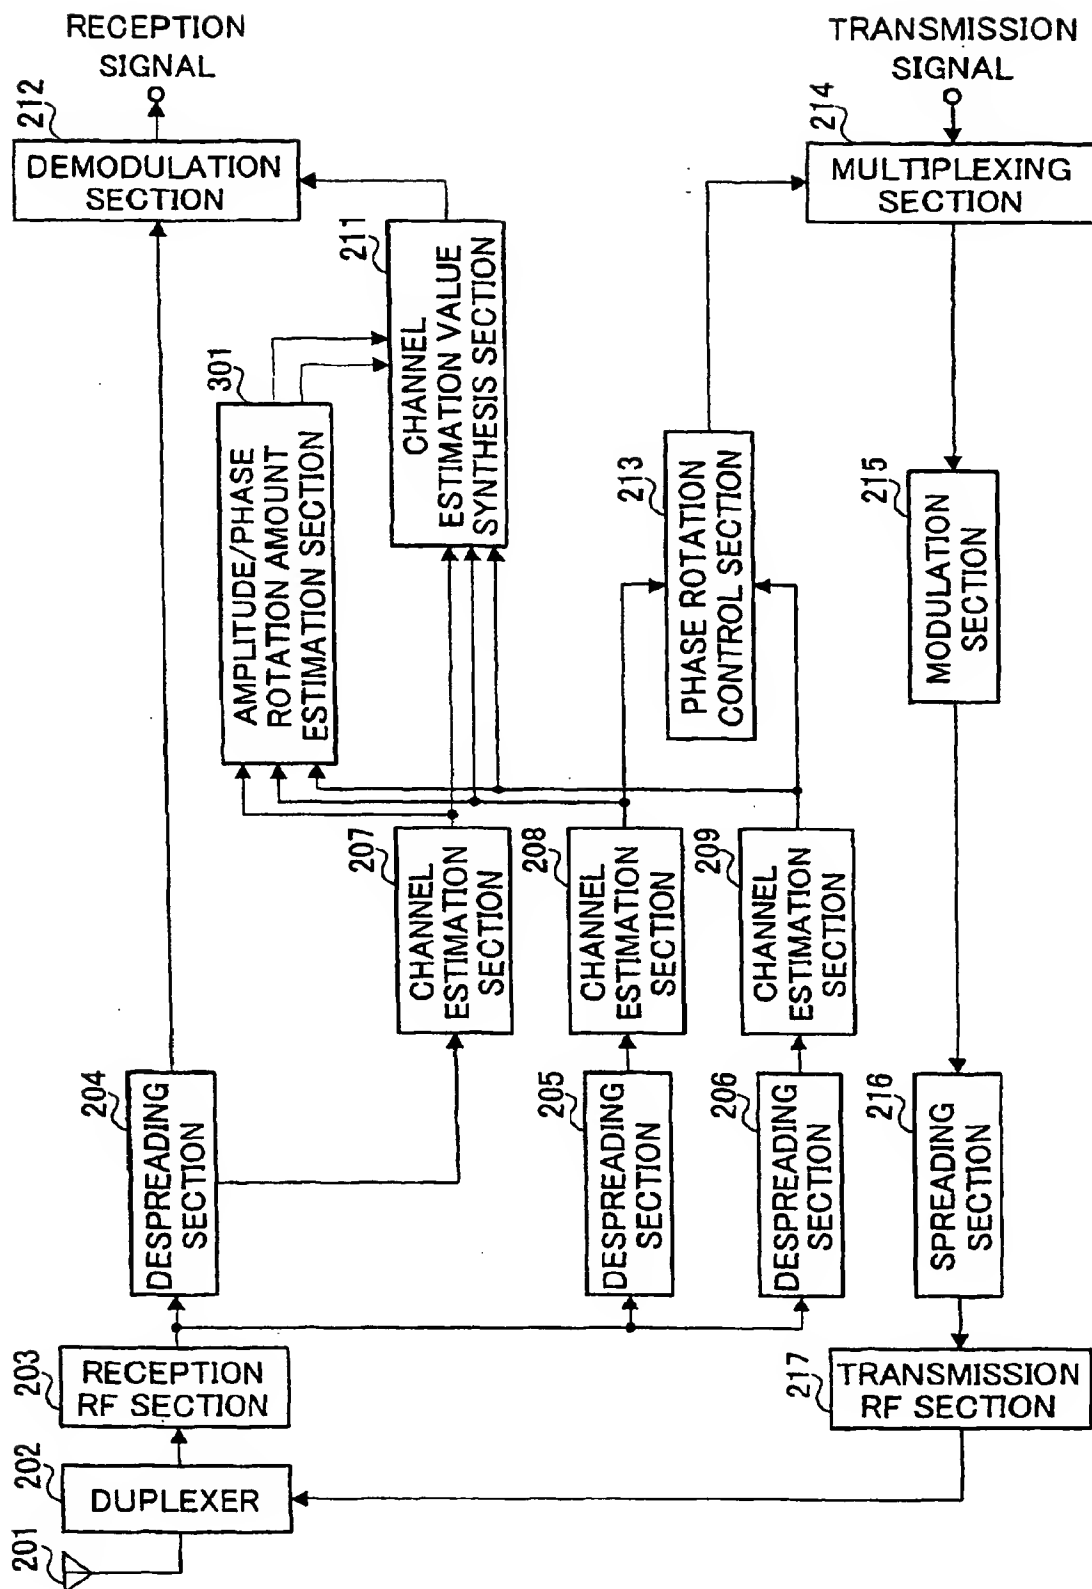 RECEPTION
SIGNAL
TRANSMISSION
SIGNAL
212
DEMODULATION
SECTION
214
MULTIPLEXING
SECTION
211
CHANNEL
ESTIMATION VALUE
SYNTHESIS SECTION
301
AMPLITUDE/PHASE
ROTATION AMOUNT
ESTIMATION SECTION
213
PHASE ROTATION
CONTROL SECTION
215
MODULATION
SECTION
207
CHANNEL
ESTIMATION
SECTION
208
CHANNEL
ESTIMATION
SECTION
209
CHANNEL
ESTIMATION
SECTION
204
DESPREADING
SECTION
205
DESPREADING
SECTION
206
DESPREADING
SECTION
216
SPREADING
SECTION
203
RECEPTION
RF SECTION
217
TRANSMISSION
RF SECTION
202
DUPLEXER
201